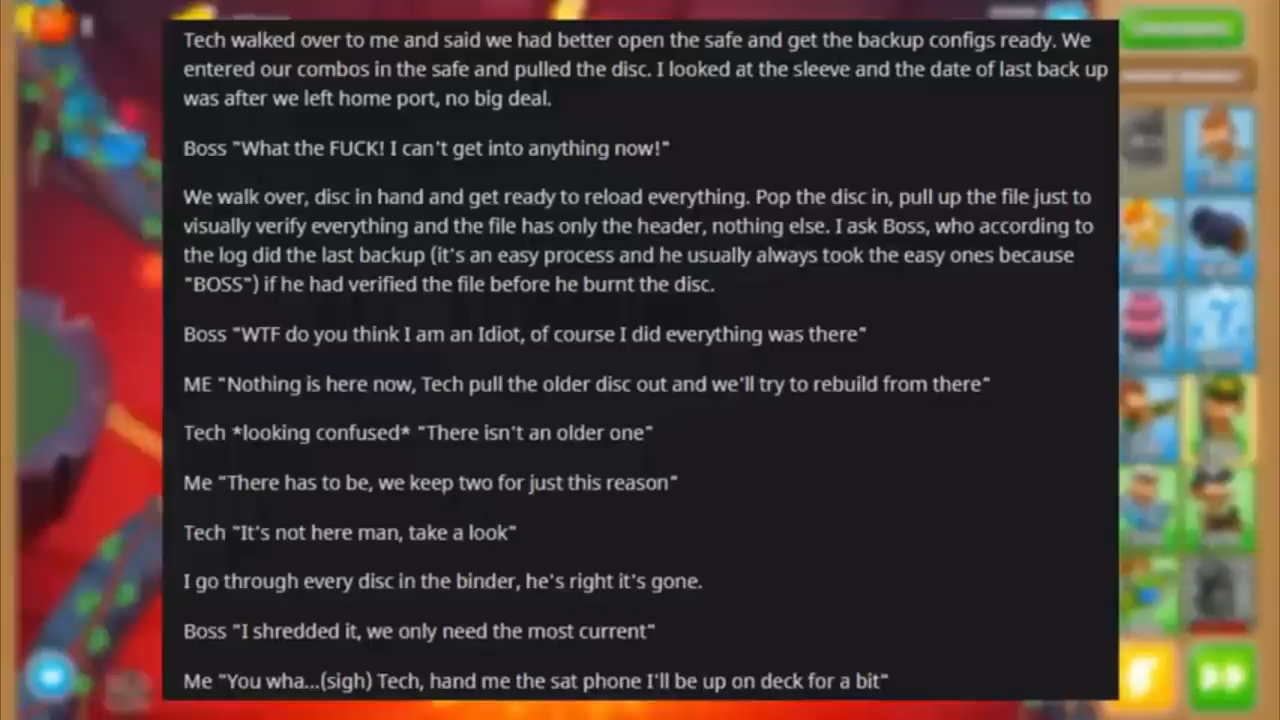 Tech walked over to me and said we had better open the safe and get the backup configs ready. We
entered our combos in the safe and pulled the disc. I looked at the sleeve and the date of last back up
was after we left home port, no big deal.
Boss "What the FUCK! I can't get into anything now!"
We walk over, disc in hand and get ready to reload everything. Pop the disc in, pull up the file just to
visually verify everything and the file has only the header, nothing else. I ask Boss, who according to
the log did the last backup (it's an easy process and he usually always took the easy ones because
"BOSS") if he had verified the file before he burnt the disc.
Boss "WTF do you think I am an Idiot, of course I did everything was there"
ME "Nothing is here now, Tech pull the older disc out and we'll try to rebuild from there"
Tech *looking confused* "There isn't an older one"
Me "There has to be, we keep two for just this reason"
Tech "It's not here man, take a look"
I go through every disc in the binder, he's right it's gone.
Boss "I shredded it, we only need the most current"
Me "You wha...(sigh) Tech, hand me the sat phone I'll be up on deck for a bit"